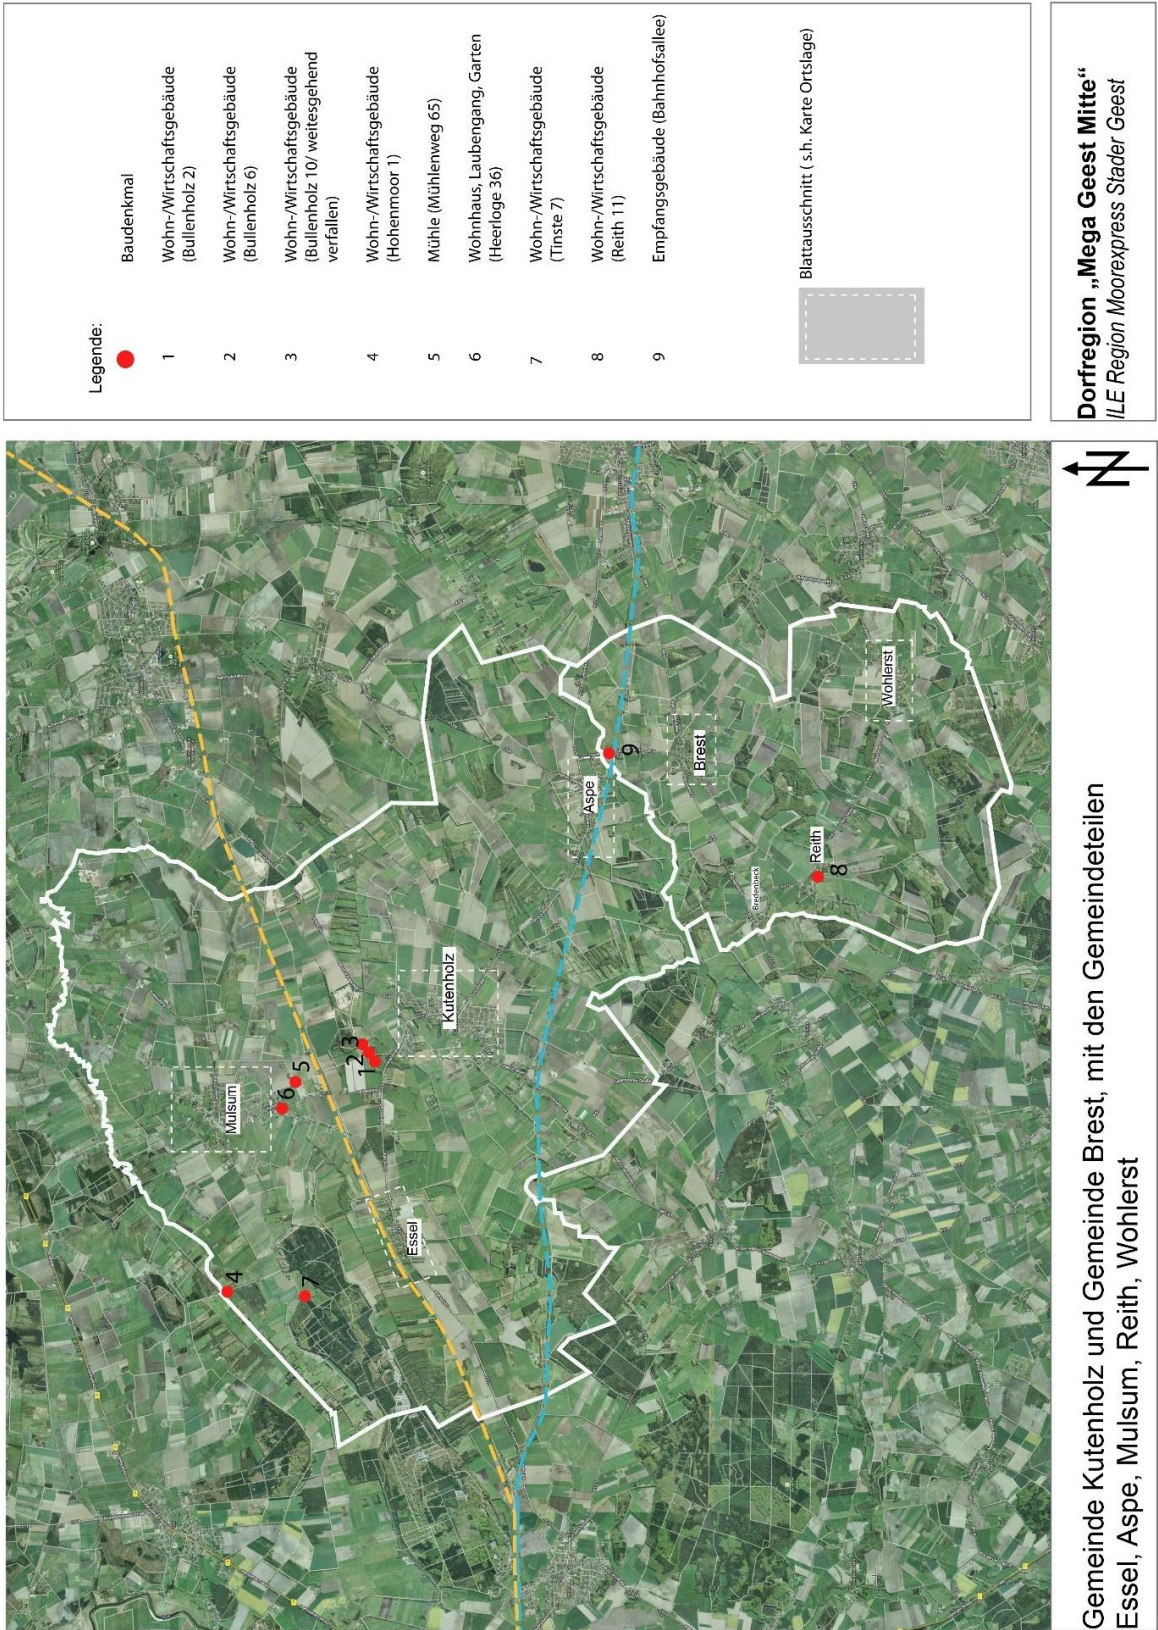 Legende:
Baudenkmal
1 Wohn-/Wirtschaftsgebäude
(Bullenholz 2)
2 Wohn-/Wirtschaftsgebäude
(Bullenholz 6)
3 Wohn-/Wirtschaftsgebäude
(Bullenholz 10/ weitesgehend
verfallen)
4 Wohn-/Wirtschaftsgebäude
(Hohenmoor 1)
5 Mühle (Mühlenweg 65)
6 Wohnhaus, Laubengang, Garten
(Heerloge 36)
7 Wohn-/Wirtschaftsgebäude
(Tinste 7)
8 Wohn-/Wirtschaftsgebäude
(Reith 11)
9 Empfangsgebäude (Bahnhofsallee)
Blattausschnitt ( s.h. Karte Ortslage)
Dorfregion „Mega Geest Mitte“
ILE Region Moorexpress Stader Geest
4
7
Mulsum
6
5
1
2
3
Essel
Kutenholz
Aspe
9
Brest
Bredenbeck
Reith
8
Wohlerst
N
Gemeinde Kutenholz und Gemeinde Brest, mit den Gemeindeteilen
Essel, Aspe, Mulsum, Reith, Wohlerst